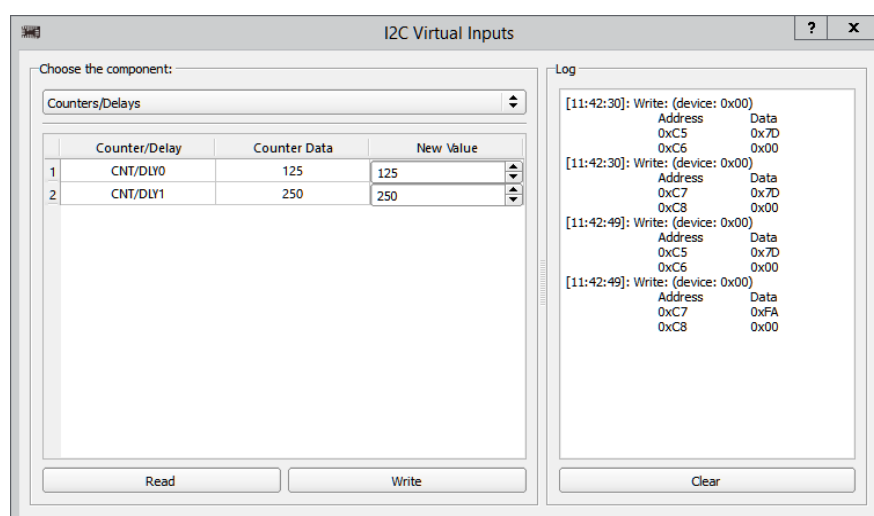 I2C Virtual Inputs
? x
Choose the component:
Counters/Delays
Counter/Delay Counter Data New Value
1 CNT/DLY0 125 125
2 CNT/DLY1 250 250
Read Write
Log
[11:42:30]: Write: (device: 0x00)
Address Data
0xC5 0x7D
0xC6 0x00
[11:42:30]: Write: (device: 0x00)
Address Data
0xC7 0x7D
0xC8 0x00
[11:42:49]: Write: (device: 0x00)
Address Data
0xC5 0x7D
0xC6 0x00
[11:42:49]: Write: (device: 0x00)
Address Data
0xC7 0xFA
0xC8 0x00
Clear